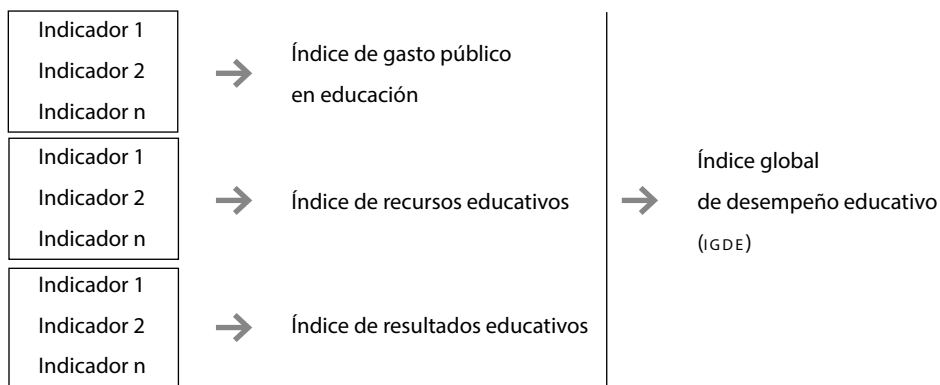 Indicador 1
Indicador 2
Indicador n
Índice de gasto público
en educación
Indicador 1
Indicador 2
Indicador n
Índice de recursos educativos
Indicador 1
Indicador 2
Indicador n
Índice de resultados educativos
Índice global
de desempeño educativo
(IGDE)